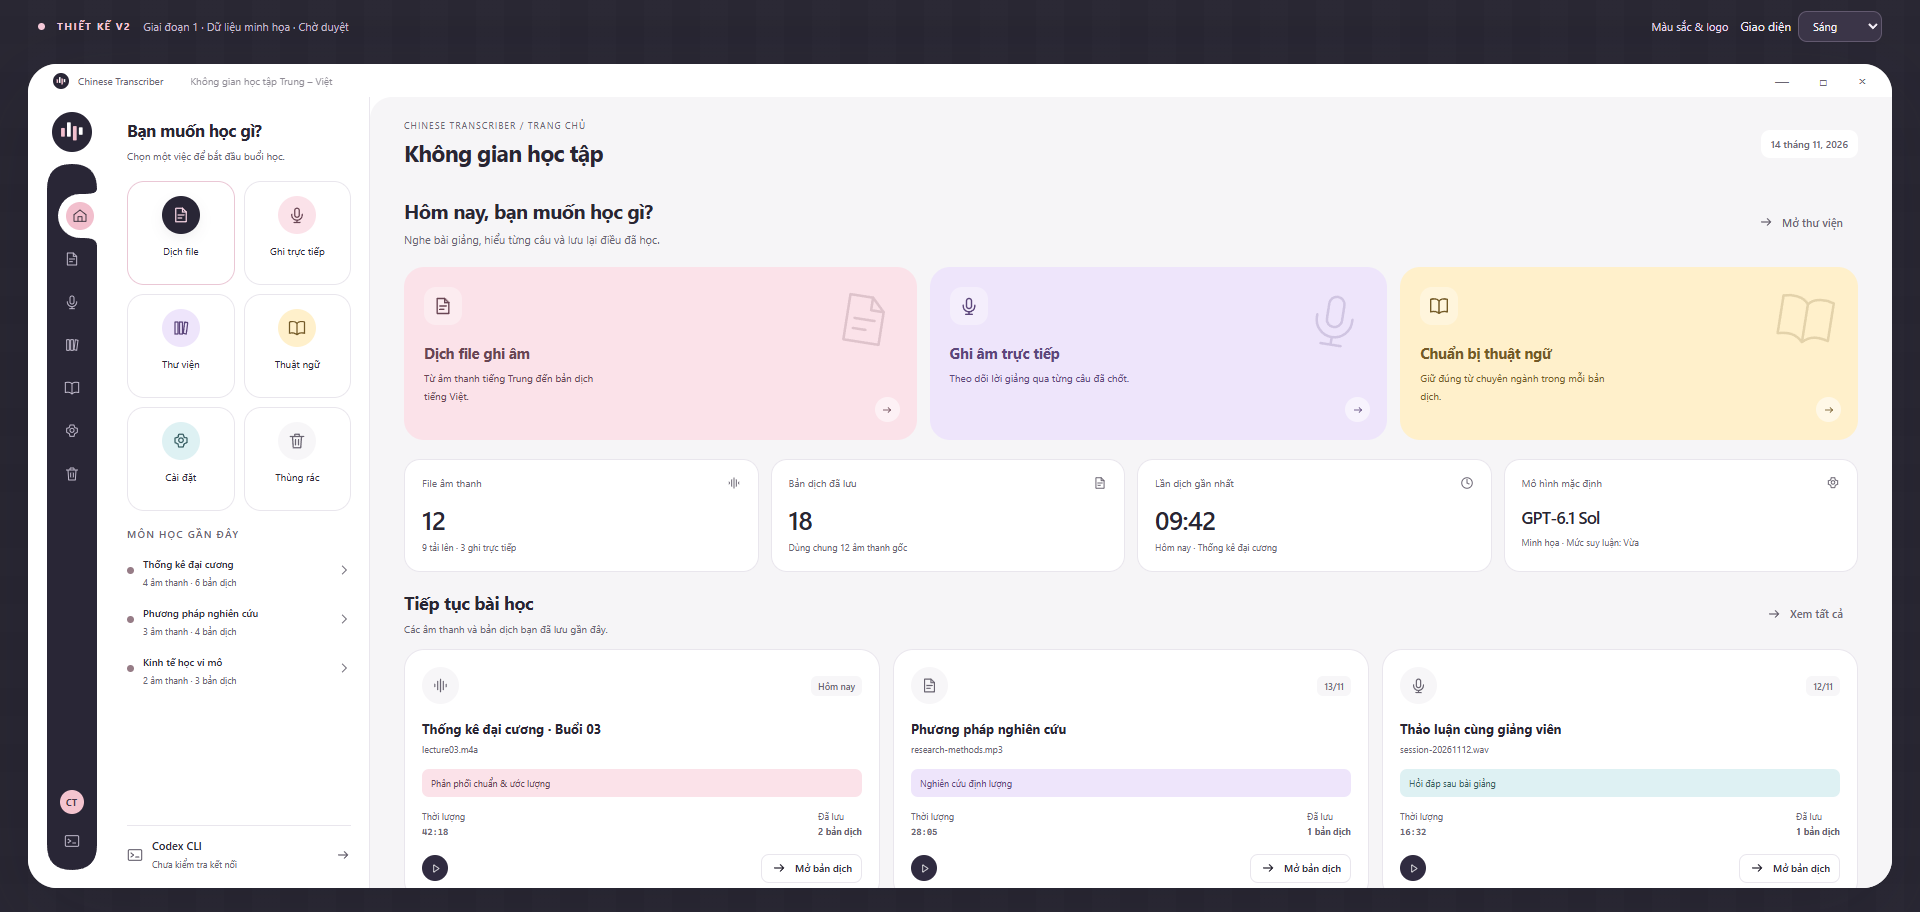 THIẾT KẾ V2
Giai đoạn 1 · Dữ liệu minh họa · Chờ duyệt
Màu sắc & logo
Giao diện
Sáng
Chinese Transcriber
Không gian học tập Trung – Việt
Bạn muốn học gì?
Chọn một việc để bắt đầu buổi học.
Dịch file
Ghi trực tiếp
Thư viện
Thuật ngữ
Cài đặt
Thùng rác
MÔN HỌC GẦN ĐÂY
Thống kê đại cương
4 âm thanh · 6 bản dịch
Phương pháp nghiên cứu
3 âm thanh · 4 bản dịch
Kinh tế học vi mô
2 âm thanh · 3 bản dịch
CT
Codex CLI
Chưa kiểm tra kết nối
CHINESE TRANSCRIBER / TRANG CHỦ
Không gian học tập
14 tháng 11, 2026
Hôm nay, bạn muốn học gì?
Nghe bài giảng, hiểu từng câu và lưu lại điều đã học.
Mở thư viện
Dịch file ghi âm
Từ âm thanh tiếng Trung đến bản dịch
tiếng Việt.
Ghi âm trực tiếp
Theo dõi lời giảng qua từng câu đã chốt.
Chuẩn bị thuật ngữ
Giữ đúng từ chuyên ngành trong mỗi bản
dịch.
File âm thanh
12
9 tải lên · 3 ghi trực tiếp
Bản dịch đã lưu
18
Dùng chung 12 âm thanh gốc
Lần dịch gần nhất
09:42
Hôm nay · Thống kê đại cương
Mô hình mặc định
GPT-6.1 Sol
Minh họa · Mức suy luận: Vừa
Tiếp tục bài học
Các âm thanh và bản dịch bạn đã lưu gần đây.
Xem tất cả
Hôm nay
Thống kê đại cương · Buổi 03
lecture03.m4a
Phân phối chuẩn & ước lượng
Thời lượng
42:18
Đã lưu
2 bản dịch
Mở bản dịch
13/11
Phương pháp nghiên cứu
research-methods.mp3
Nghiên cứu định lượng
Thời lượng
28:05
Đã lưu
1 bản dịch
Mở bản dịch
12/11
Thảo luận cùng giảng viên
session-20261112.wav
Hỏi đáp sau bài giảng
Thời lượng
16:32
Đã lưu
1 bản dịch
Mở bản dịch